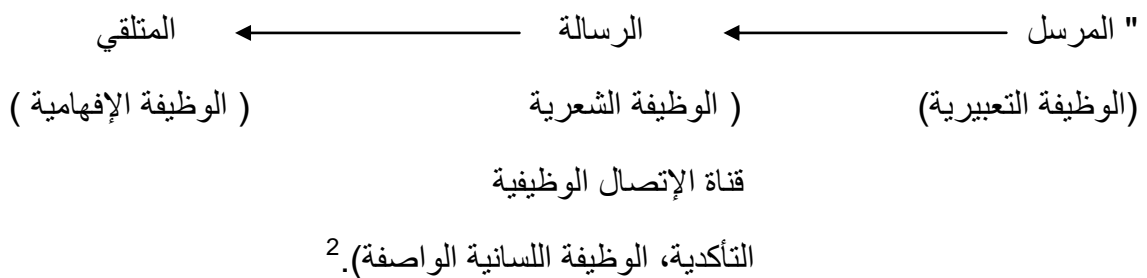 " المرسل الرسالة المتلقي
(الوظيفة التعبيرية) ( الوظيفة الشعرية ( الوظيفة الإفهامية )
قناة الإتصال الوظيفية
التأكدية، الوظيفة اللسانية الواصفة).2